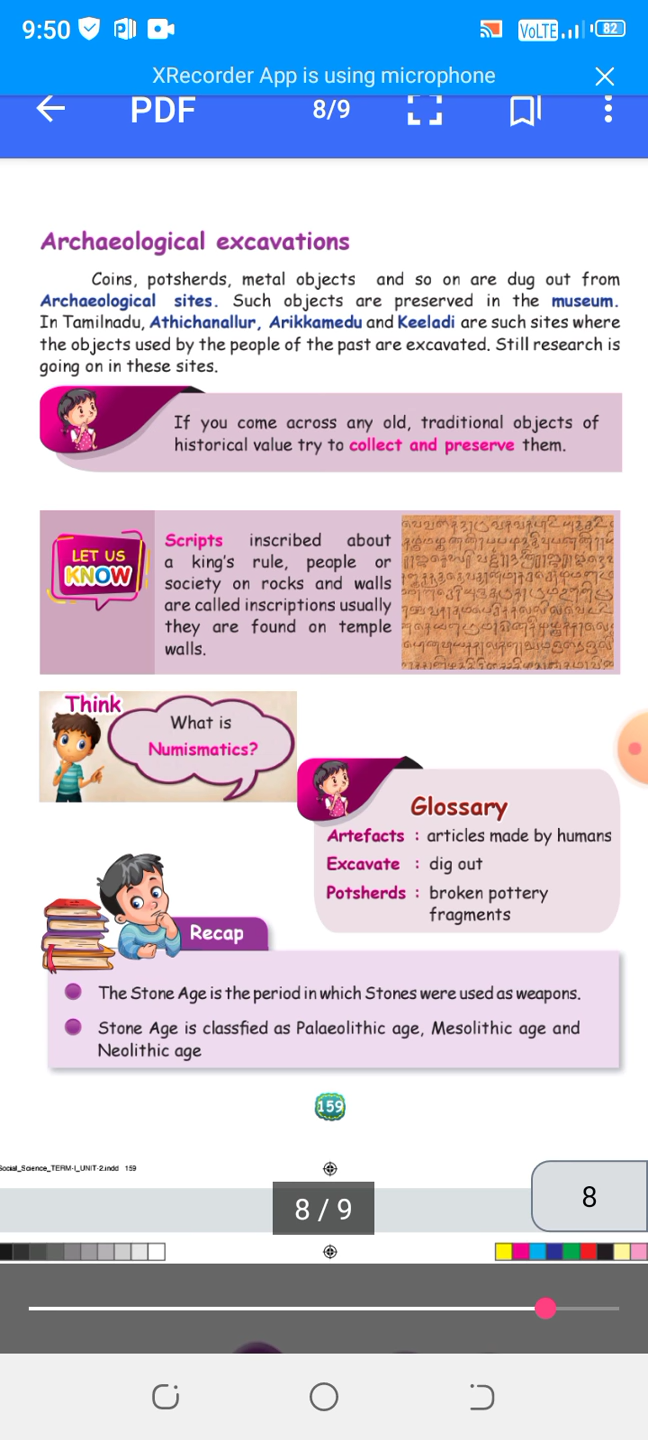 9:50 VoLTE 82
XRecorder App is using microphone
PDF 8/9
Archaeological excavations
Coins, potsherds, metal objects and so on are dug out from
Archaeological sites. Such objects are preserved in the museum.
In Tamilnadu, Athichanallur, Arikkamedu and Keeladi are such sites where
the objects used by the people of the past are excavated. Still research is
going on in these sites.
If you come across any old, traditional objects of
historical value try to collect and preserve them.
LET US
KNOW
Scripts inscribed about
a king's rule, people or
society on rocks and walls
are called inscriptions usually
they are found on temple
walls.
Think
What is
Numismatics?
Glossary
Artefacts : articles made by humans
Excavate : dig out
Potsherds : broken pottery
fragments
Recap
The Stone Age is the period in which Stones were used as weapons.
Stone Age is classfied as Palaeolithic age, Mesolithic age and
Neolithic age
159
Social_Science_TERM-I_UNIT-2.indd 159
8 / 9
8